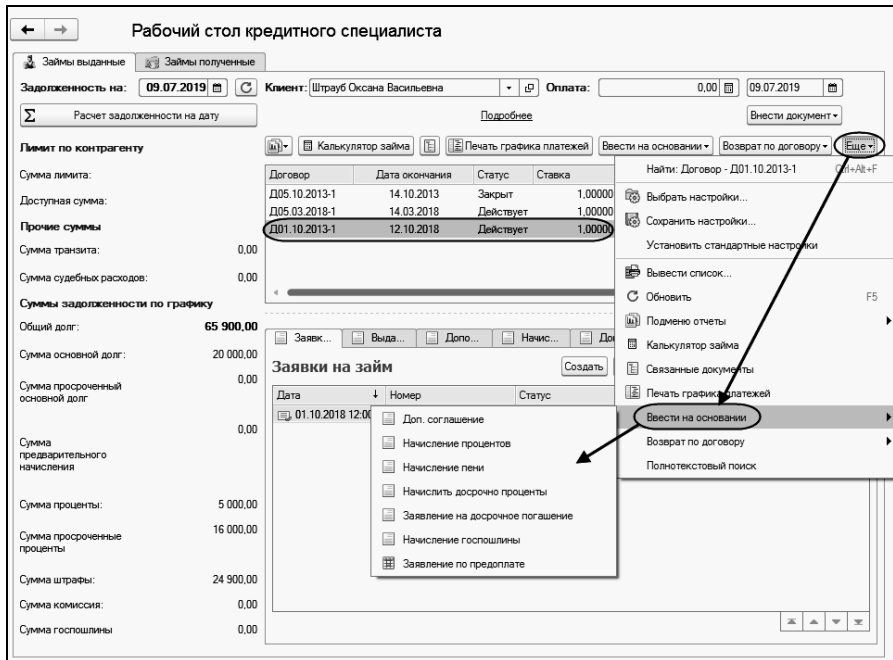 Рабочий стол кредитного специалиста
Займы выданные
Займы полученные
Задолженность на: 09.07.2019
Клиент: Штрауб Оксана Васильевна
Оплата: 0,00 09.07.2019
Расчет задолженности на дату
Подробнее
Внести документ
Лимит по контрагенту
Калькулятор займа
Печать графика платежей
Ввести на основании
Возврат по договору
Еще
Сумма лимита:
Доступная сумма:
Прочие суммы
Сумма транзита: 0,00
Сумма судебных расходов: 0,00
Суммы задолженности по графику
Общий долг: 65 900,00
Сумма основной долг: 20 000,00
Сумма просроченный
основной долг
0,00
Сумма
предварительного
начисления
0,00
Сумма проценты: 5 000,00
Сумма просроченные
проценты
16 000,00
Сумма штрафы: 24 900,00
Сумма комиссия: 0,00
Сумма госпошлины 0,00
Договор Дата окончания Статус Ставка
Д05.10.2013-1 14.10.2013 Закрыт 1,00000
Д05.03.2018-1 14.03.2018 Действует 1,00000
Д01.10.2013-1 12.10.2018 Действует 1,00000
Заявк... Выда... Допо... Начис... До
Заявки на займ
Создать
Дата Номер Статус
01.10.2018 12:00
Найти: Договор - Д01.10.2013-1 Ctrl+Alt+F
Выбрать настройки...
Сохранить настройки...
Установить стандартные настройки
Вывести список...
Обновить F5
Подменю отчеты
Калькулятор займа
Связанные документы
Печать графика платежей
Ввести на основании
Возврат по договору
Полнотекстовый поиск
Доп. соглашение
Начисление процентов
Начисление пени
Начислить досрочно проценты
Заявление на досрочное погашение
Начисление госпошлины
Заявление по предоплате